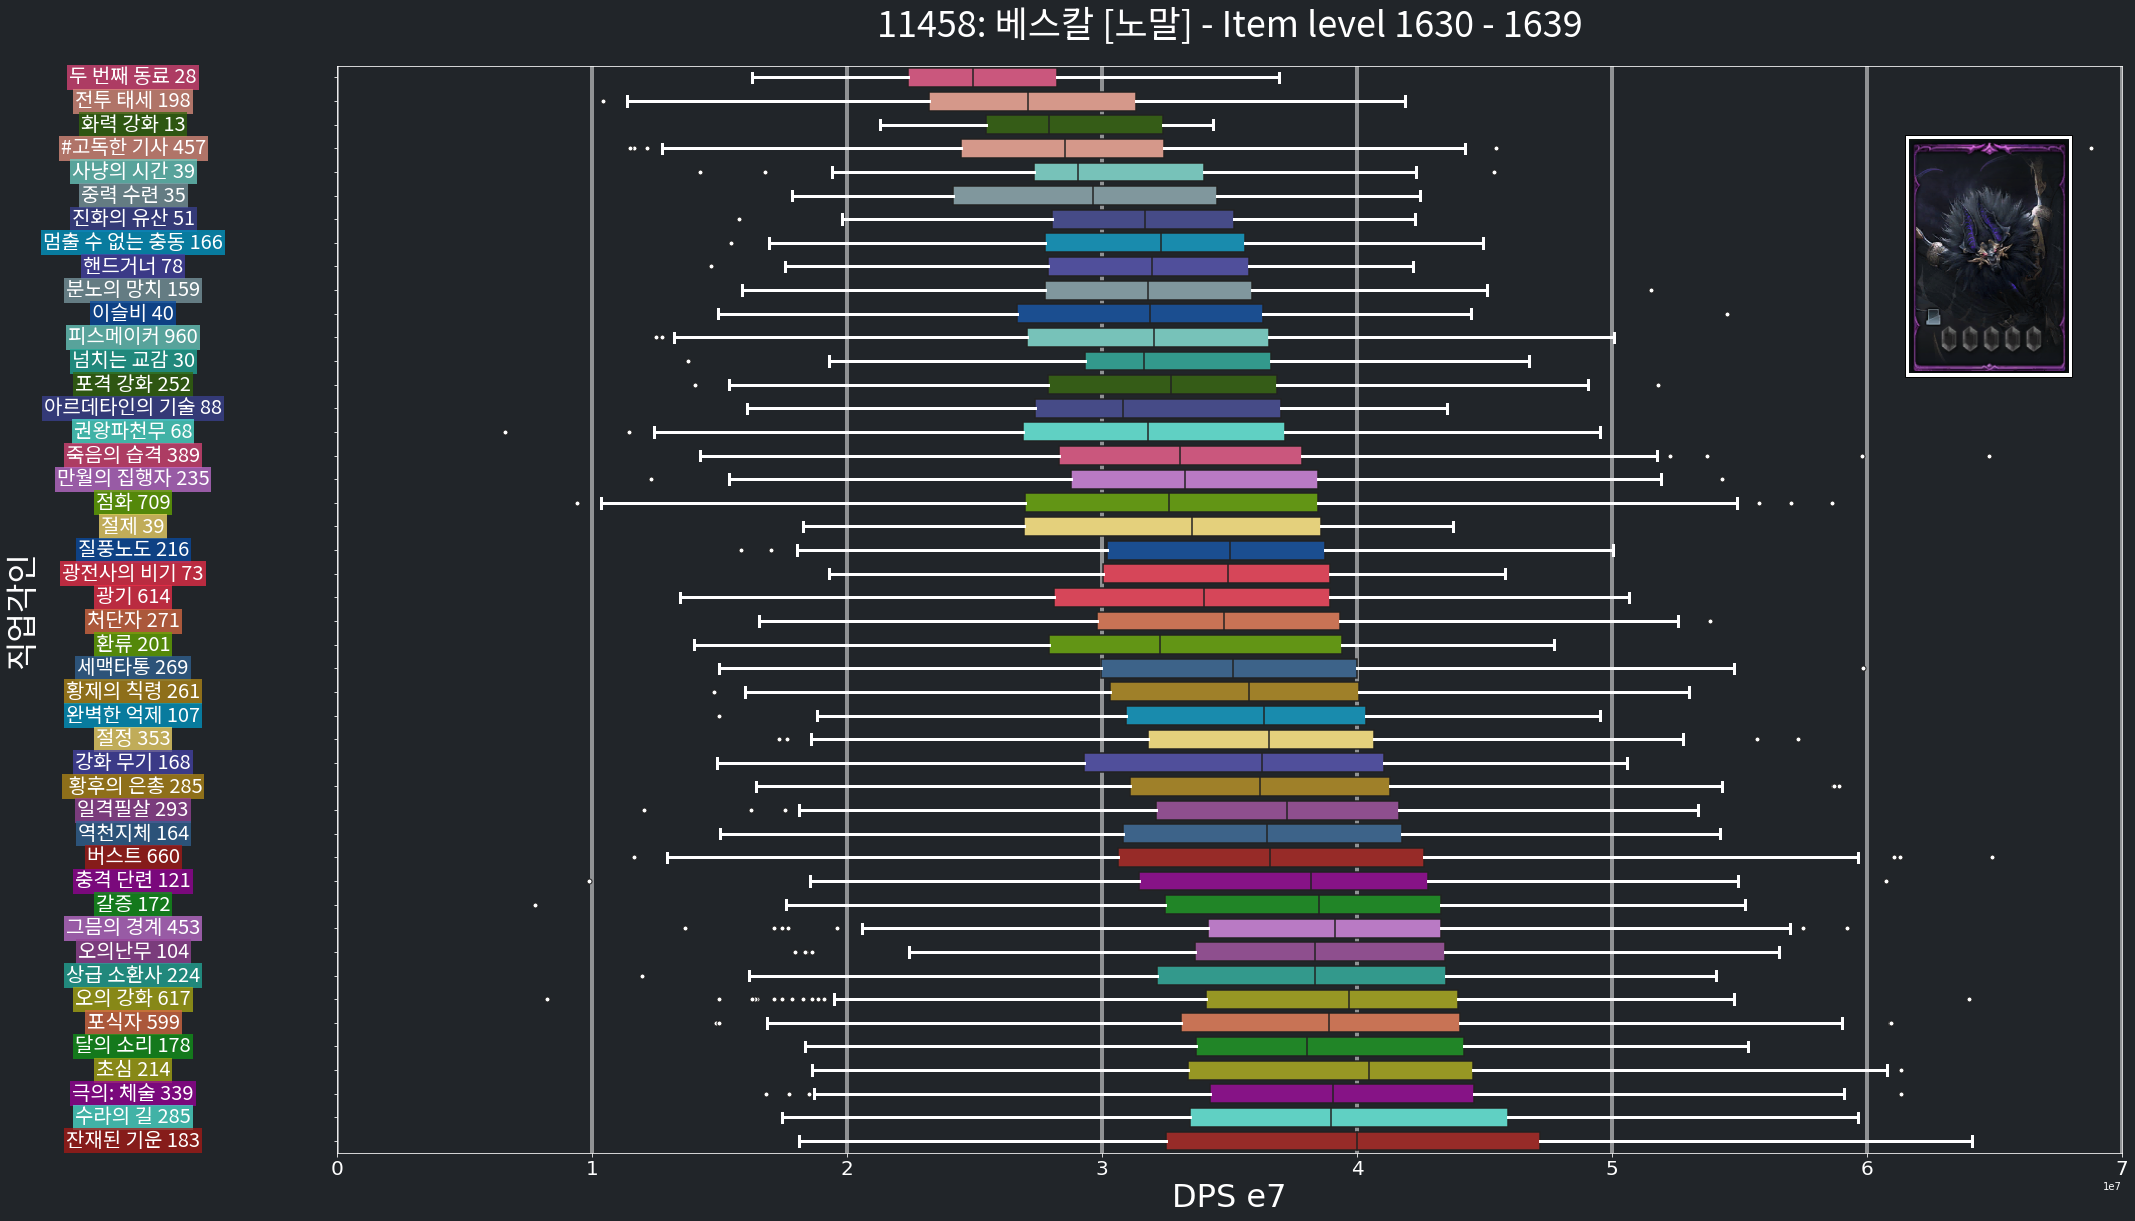 11458: 베스칼 [노말] - Item level 1630 - 1639
두 번째 동료 28
전투 태세 198
화력 강화 13
#고독한 기사 457
사냥의 시간 39
중력 수련 35
진화의 유산 51
멈출 수 없는 충동 166
핸드거너 78
분노의 망치 159
이슬비 40
피스메이커 960
넘치는 교감 30
포격 강화 252
아르데타인의 기술 88
권왕파천무 68
죽음의 습격 389
만월의 집행자 235
점화 709
절제 39
질풍노도 216
광전사의 비기 73
광기 614
처단자 271
환류 201
세맥타통 269
황제의 칙령 261
완벽한 억제 107
절정 353
강화 무기 168
황후의 은총 285
일격필살 293
역천지체 164
버스트 660
충격 단련 121
갈증 172
그믐의 경계 453
오의난무 104
상급 소환사 224
오의 강화 617
포식자 599
달의 소리 178
초심 214
극의: 체술 339
수라의 길 285
잔재된 기운 183
직업각인
0 1 2 3 4 5 6 7
DPS e7
1e7